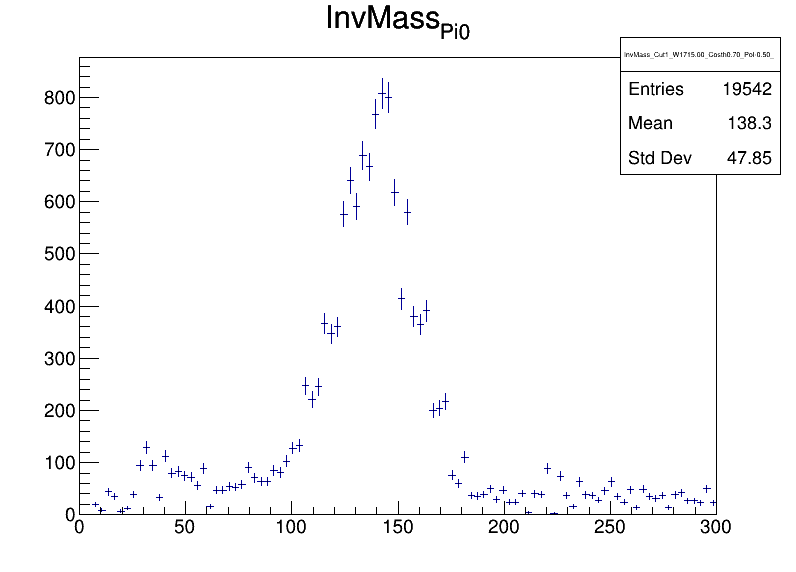 InvMassPi0
InvMass_Cut1_W1715.00_Costh0.70_Pol-0.50_
Entries 19542
Mean 138.3
Std Dev 47.85
800
700
600
500
400
300
200
100
0
0 50 100 150 200 250 300